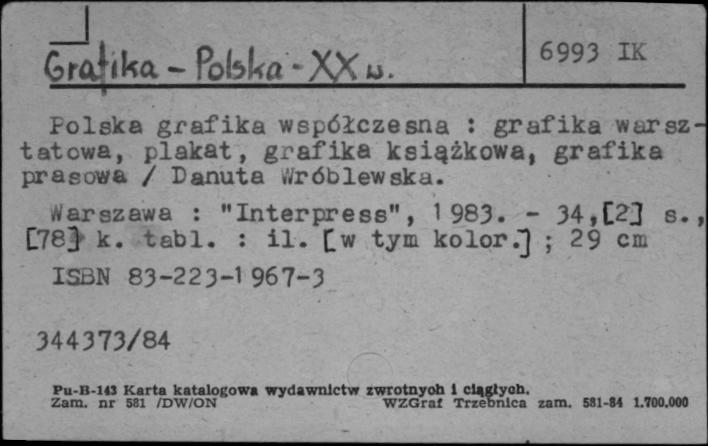 Grafika - Polska - XX w.
6993 IK
Polska grafika współczesna : grafika warsz-
tatowa, plakat, grafika książkowa, grafika
prasowa / Danuta Wróblewska.
Warszawa : "Interpress", 1983. - 34,[2] s.,
[78] k. tabl. : il. [w tym kolor.] ; 29 cm
ISBN 83-223-1967-3
344373/84
Pu-B-143 Karta katalogowa wydawnictw zwrotnych i ciągłych.
Zam. nr 581 /DW/ON WZGraf Trzebnica zam. 581-84 1.700.000